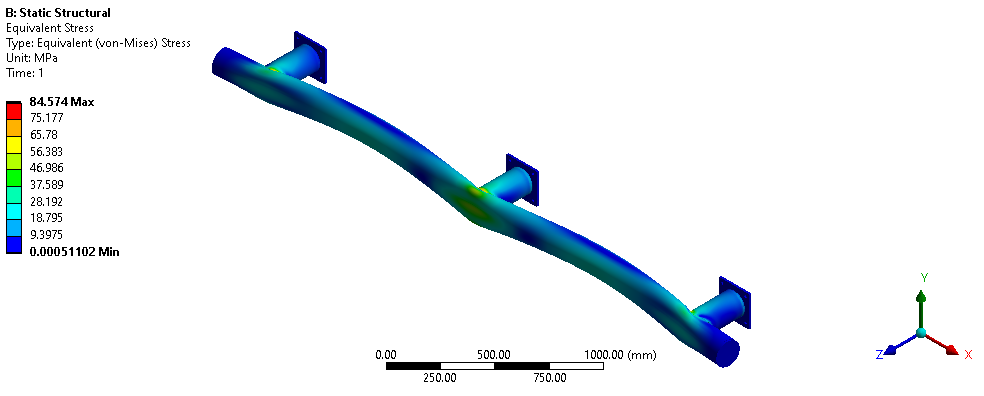 B: Static Structural
Equivalent Stress
Type: Equivalent (von-Mises) Stress
Unit: MPa
Time: 1
84.574 Max
75.177
65.78
56.383
46.986
37.589
28.192
18.795
9.3975
0.00051102 Min
0.00 500.00 1000.00 (mm)
250.00 750.00
Y
Z X